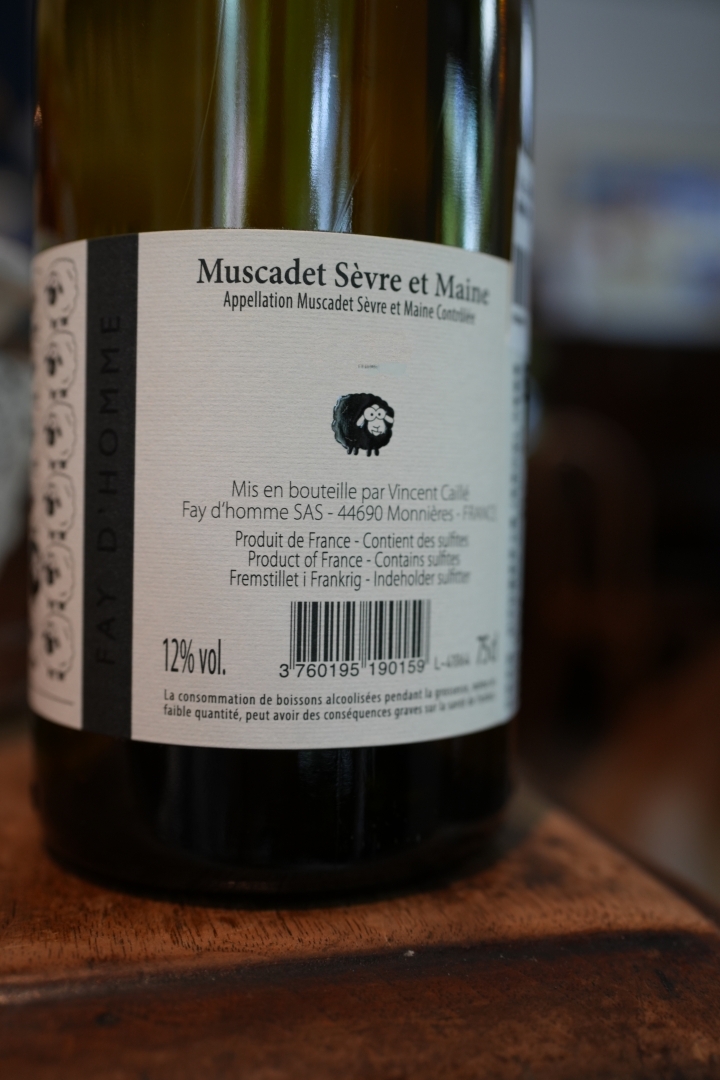 Muscadet Sèvre et Maine
Appellation Muscadet Sèvre et Maine Contrôlée
FAY D'HOMME
Mis en bouteille par Vincent Caillé
Fay d'homme SAS - 44690 Monnières - FRANCE
Produit de France - Contient des sulfites
Product of France - Contains sulfites
Fremstillet i Frankrig - Indeholder sulfitter
12% vol.
3 760195 190159
75cl
La consommation de boissons alcoolisées pendant la grossesse, même en
faible quantité, peut avoir des conséquences graves sur la santé de l'enfant.